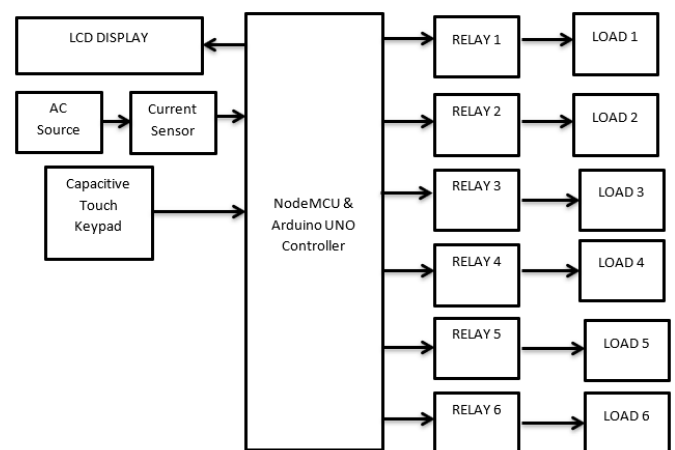 LCD DISPLAY
AC
Source
Current
Sensor
Capacitive
Touch
Keypad
NodeMCU &
Arduino UNO
Controller
RELAY 1
LOAD 1
RELAY 2
LOAD 2
RELAY 3
LOAD 3
RELAY 4
LOAD 4
RELAY 5
LOAD 5
RELAY 6
LOAD 6